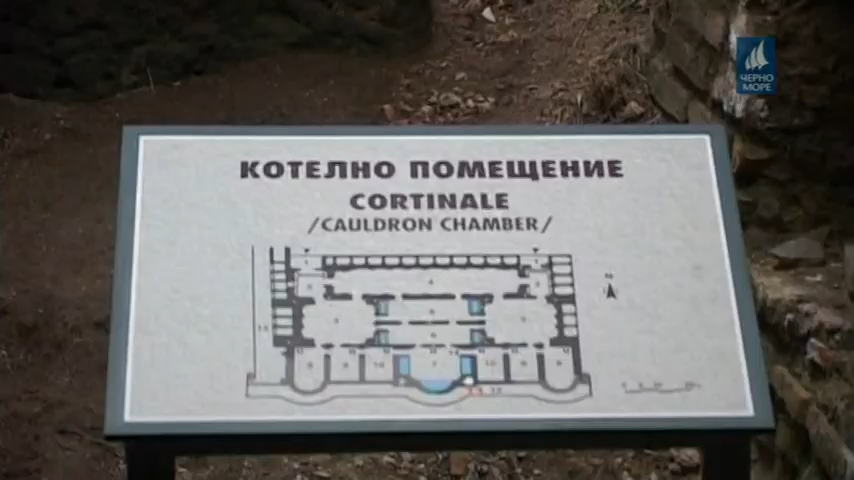 ЧЕРНО
МОРЕ
КОТЕЛНО ПОМЕЩЕНИЕ
CORTINALE
/CAULDRON CHAMBER/
N